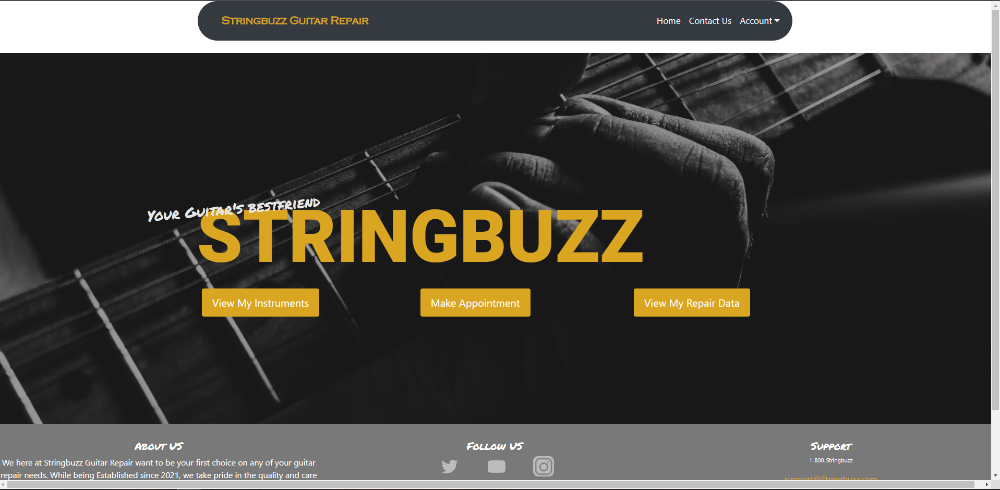 Stringbuzz Guitar Repair
Home Contact Us Account
Your Guitar's bestfriend
STRINGBUZZ
View My Instruments
Make Appointment
View My Repair Data
About US
We here at Stringbuzz Guitar Repair want to be your first choice on any of your guitar
repair needs. While being Established since 2021, we take pride in the quality and care
Follow US
Support
1-800-Stringbuzz
support@Stringbuzz.com